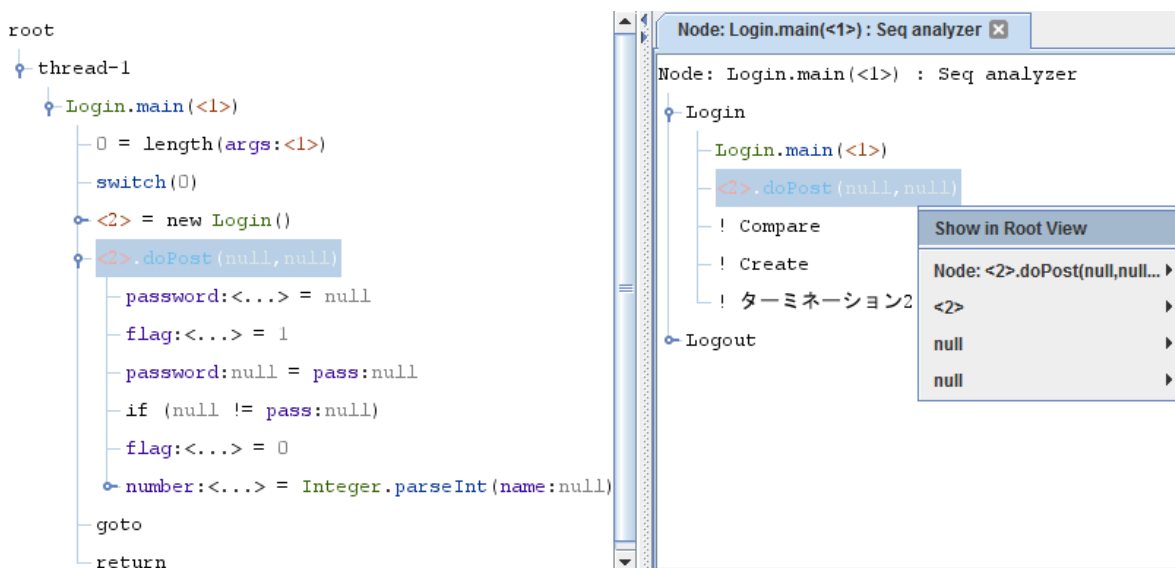 root
thread-1
Login.main(<1>)
0 = length(args:<1>)
switch(0)
<2> = new Login()
<2>.doPost(null,null)
password:<...> = null
flag:<...> = 1
password:null = pass:null
if (null != pass:null)
flag:<...> = 0
number:<...> = Integer.parseInt(name:null)
goto
return
Node: Login.main(<1>) : Seq analyzer
Node: Login.main(<1>) : Seq analyzer
Login
Login.main(<1>)
<2>.doPost(null,null)
! Compare
! Create
! ターミネーション2
Logout
Show in Root View
Node: <2>.doPost(null,null...
<2>
null
null